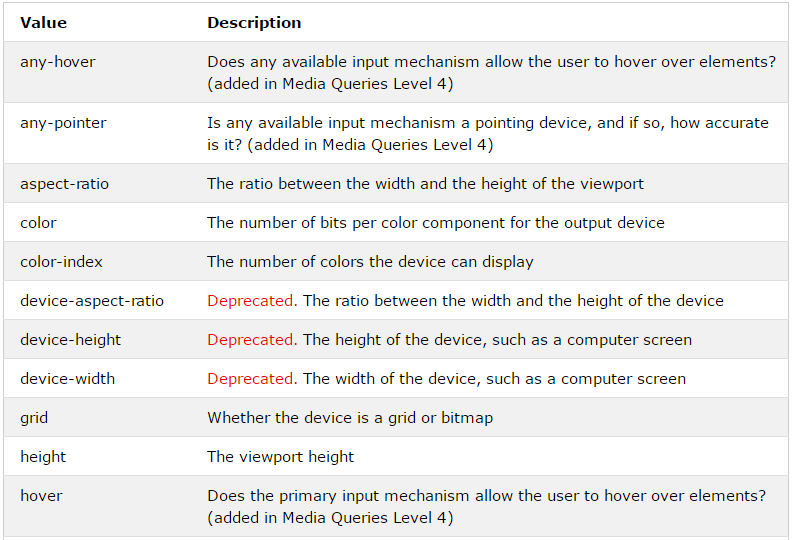 Value Description
any-hover Does any available input mechanism allow the user to hover over elements?
(added in Media Queries Level 4)
any-pointer Is any available input mechanism a pointing device, and if so, how accurate
is it? (added in Media Queries Level 4)
aspect-ratio The ratio between the width and the height of the viewport
color The number of bits per color component for the output device
color-index The number of colors the device can display
device-aspect-ratio Deprecated. The ratio between the width and the height of the device
device-height Deprecated. The height of the device, such as a computer screen
device-width Deprecated. The width of the device, such as a computer screen
grid Whether the device is a grid or bitmap
height The viewport height
hover Does the primary input mechanism allow the user to hover over elements?
(added in Media Queries Level 4)